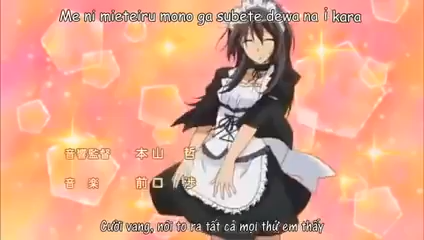 Me ni mieteiru mono ga subete dewa na i kara
音響監督 本山 哲
音 楽 前口 渉
Cười vang, nói to ra tất cả mọi thứ em thấy